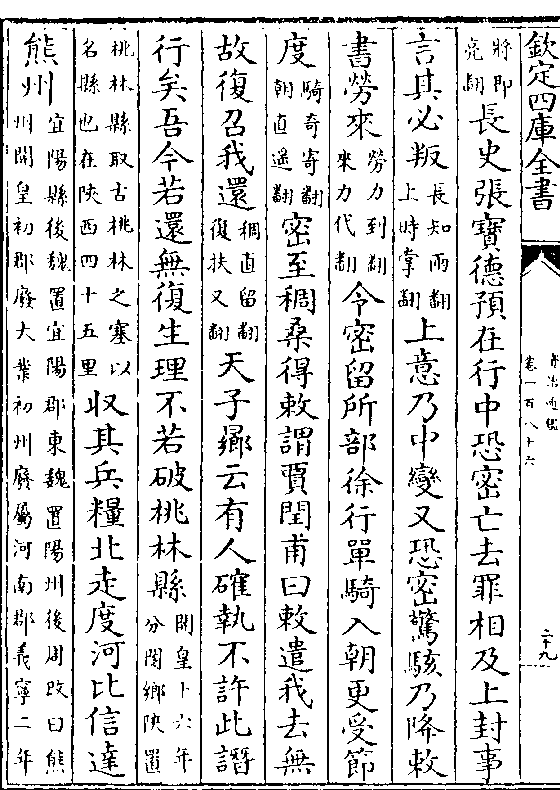 欽定四庫全書
資治通鑑
卷一百八十六
二十九
將即
亮翻
長史張寶德預在行中恐密亡去罪相及上封事
言其必叛
長知兩翻
上時掌翻
上意乃中變又恐密驚駭乃降敕
書勞來
勞力到翻
來力代翻
令密留所部徐行單騎入朝更受節
度
騎奇寄翻
朝直遥翻
密至稠桑得敕謂賈閏甫曰敕遣我去無
故復召我還
稠直留翻
復扶又翻
天子曏云有人確執不許此譖
行矣吾今若還無復生理不若破桃林縣
開皇十六年
分閿鄉陜置
桃林縣取古桃林之塞以
名縣也在陜西四十五里
收其兵糧北走度河比信達
熊州
宜陽縣後魏置宜陽郡東魏置陽州後周改曰熊
州開皇初郡廢大業初州廢屬河南郡義寧二年